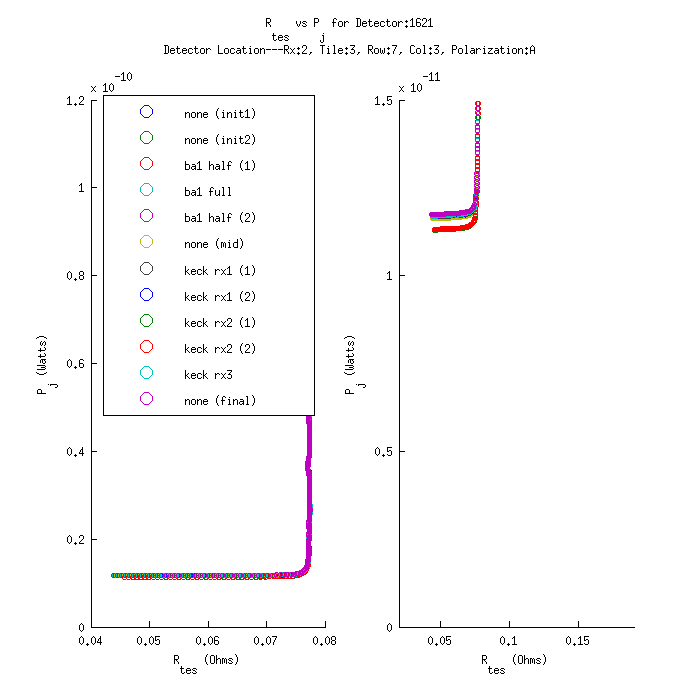 R tes vs P j for Detector:1621
Detector Location---Rx:2, Tile:3, Row:7, Col:3, Polarization:A
x 10^-10
1.2
1
0.8
0.6
0.4
0.2
0
P j (Watts)
none (init1)
none (init2)
ba1 half (1)
ba1 full
ba1 half (2)
none (mid)
keck rx1 (1)
keck rx1 (2)
keck rx2 (1)
keck rx2 (2)
keck rx3
none (final)
0.04 0.05 0.06 0.07 0.08
R tes (Ohms)
x 10^-11
1.5
1
0.5
0
P j (Watts)
0.05 0.1 0.15
R tes (Ohms)